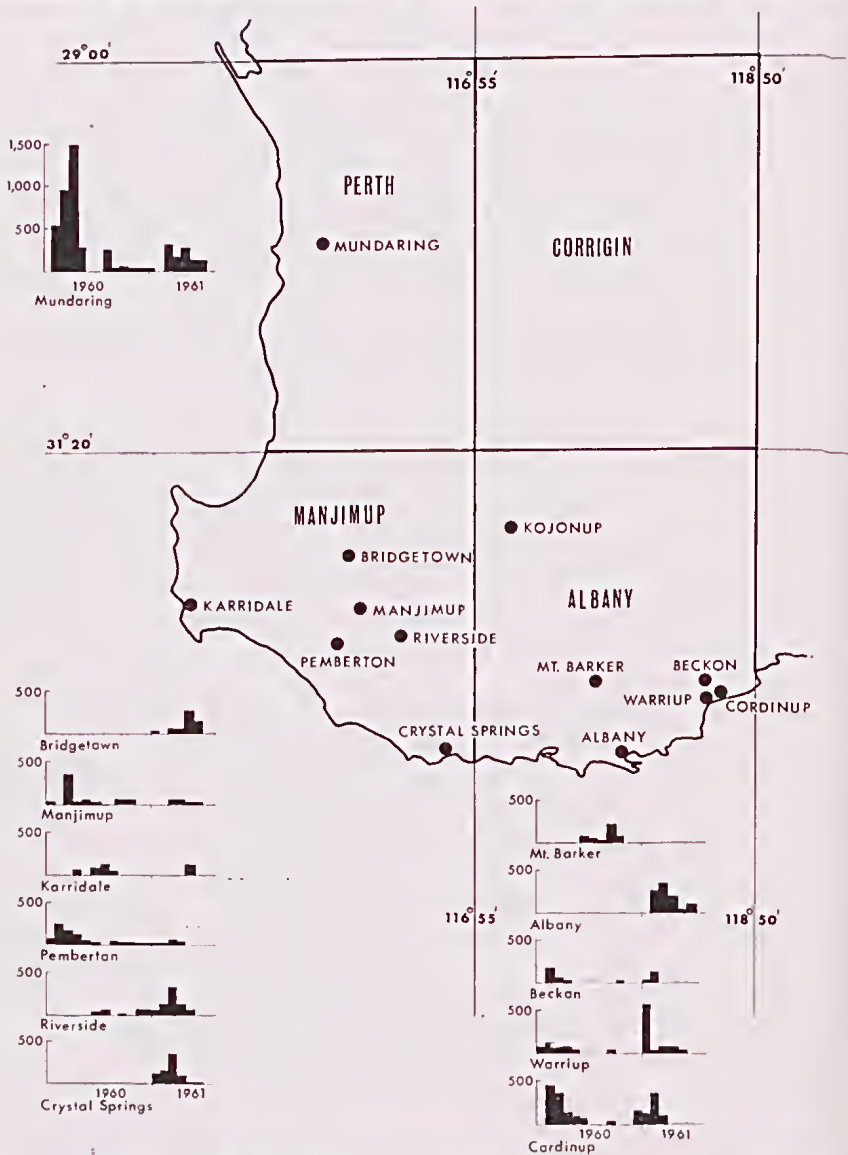 29°00'
116°55'
118°50'
1,500
1,000
500
1960
1961
Mundaring
PERTH
MUNDARING
CORRIGIN
31°20'
MANJIMUP
KOJONUP
BRIDGETOWN
ALBANY
KARRIDALE
MANJIMUP
RIVERSIDE
PEMBERTON
MT. BARKER
BECKON
WARRIUP
CORDINUP
CRYSTAL SPRINGS
ALBANY
500
Bridgetown
500
Manjimup
500
Karridale
500
Pembertan
500
Riverside
500
1960
1961
Crystal Springs
116°55'
118°50'
500
Mt. Barker
500
Albany
500
Beckan
500
Warriup
500
1960
1961
Cardinup